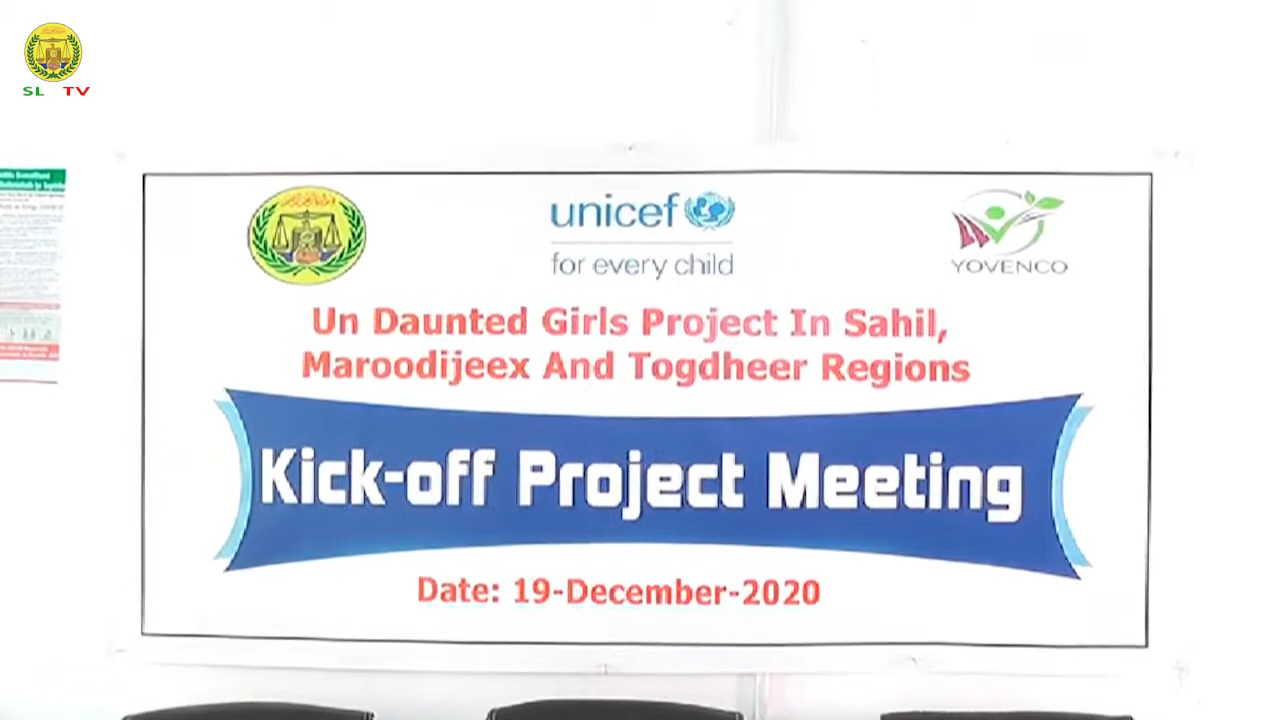 SL TV
unicef
for every child
YOVENCO
Un Daunted Girls Project In Sahil,
Maroodijeex And Togdheer Regions
Kick-off Project Meeting
Date: 19-December-2020